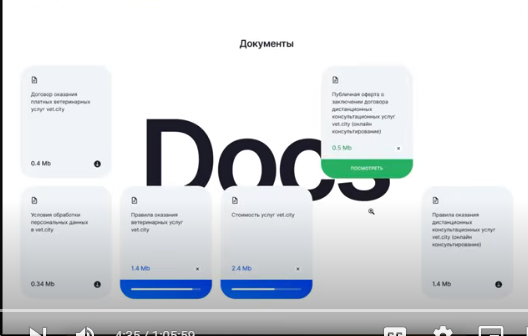 Документы
Договор оказания
платных ветеринарных
услуг vet.city
0.4 Mb
Публичная оферта о
заключении договора
дистанционных
консультационных услуг
vet.city (онлайн
консультирование)
0.5 Mb
ПОСМОТРЕТЬ
Docs
Условия обработки
персональных данных
в vet.city
0.34 Mb
Правила оказания
ветеринарных услуг
vet.city
1.4 Mb
Стоимость услуг vet.city
2.4 Mb
Правила оказания
дистанционных
консультационных услуг
vet.city (онлайн
консультирование)
1.4 Mb
4:35 / 1:05:59